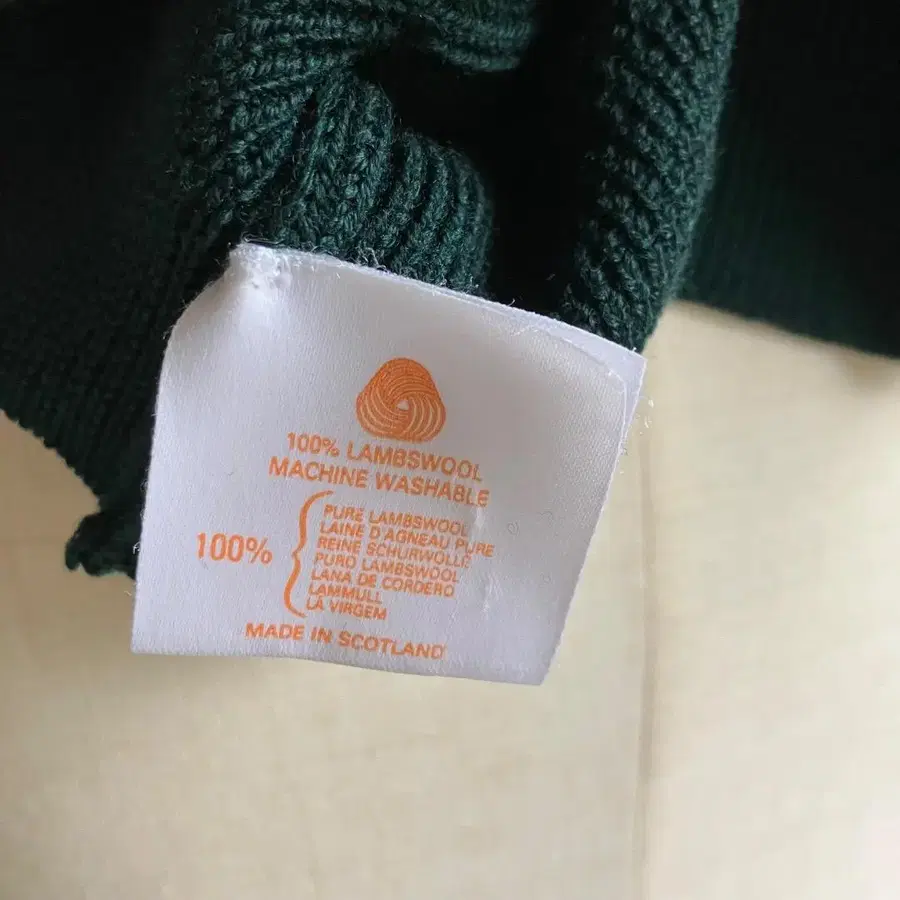 100% LAMBSWOOL
MACHINE WASHABLE
100%
PURE LAMBSWOOL
LAINE D'AGNEAU PURE
REINE SCHURWOLLE
PURO LAMBSWOOL
LANA DE CORDERO
LAMMULL
LÀ VIRGEM
MADE IN SCOTLAND